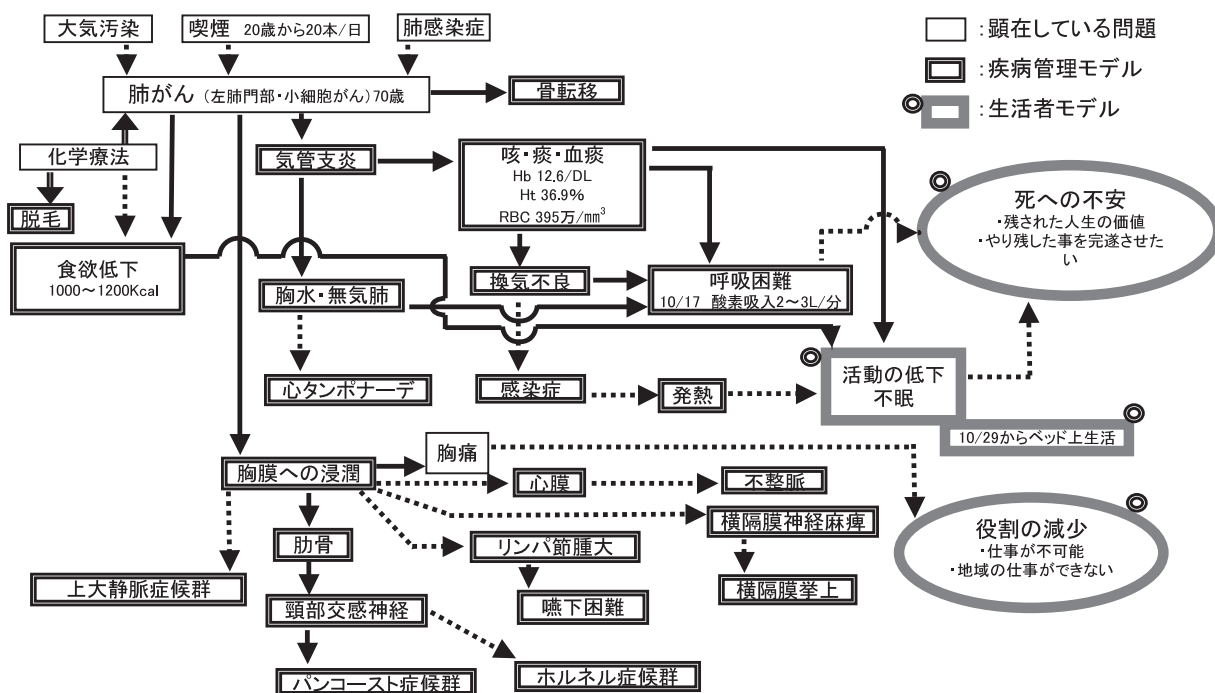 大気汚染
喫煙 20歳から20本/日
肺感染症
肺がん (左肺門部・小細胞がん)70歳
骨転移
□ :顕在している問題
:疾病管理モデル
◎ :生活者モデル
化学療法
脱毛
気管支炎
咳・痰・血痰
Hb 12.6/DL
Ht 36.9%
RBC 395万/mm³
◎
死への不安
・残された人生の価値
・やり残した事を完遂させた
い
食欲低下
1000〜1200Kcal
胸水・無気肺
換気不良
呼吸困難
10/17 酸素吸入2〜3L/分
心タンポナーデ
感染症
発熱
◎
活動の低下
不眠
◎
10/29からベッド上生活
胸膜への浸潤
胸痛
心膜
不整脈
横隔膜神経麻痺
横隔膜挙上
◎
役割の減少
・仕事が不可能
・地域の仕事ができない
肋骨
リンパ節腫大
嚥下困難
上大静脈症候群
頸部交感神経
パンコースト症候群
ホルネル症候群